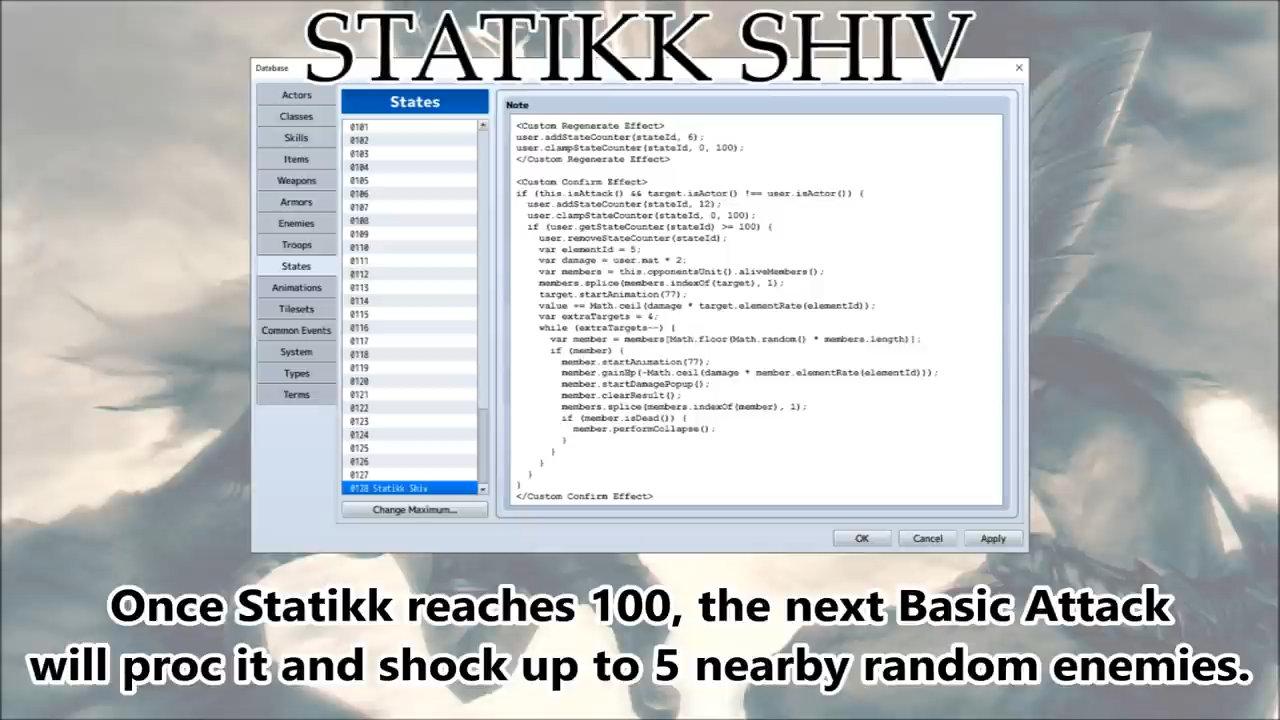 STATIKK SHIV
Database
Actors
Classes
Skills
Items
Weapons
Armors
Enemies
Troops
States
Animations
Tilesets
Common Events
System
Types
Terms
States
0101
0102
0103
0104
0105
0106
0107
0108
0109
0110
0111
0112
0113
0114
0115
0116
0117
0118
0119
0120
0121
0122
0123
0124
0125
0126
0127
0128 Statikk Shiv
Change Maximum...
Note
<Custom Regenerate Effect>
user.addStateCounter(stateId, 6);
user.clampStateCounter(stateId, 0, 100);
</Custom Regenerate Effect>
<Custom Confirm Effect>
if (this.isAttack() && target.isActor() !== user.isActor()) {
user.addStateCounter(stateId, 12);
user.clampStateCounter(stateId, 0, 100);
if (user.getStateCounter(stateId) >= 100) {
user.removeStateCounter(stateId);
var elementId = 5;
var damage = user.mat * 2;
var members = this.opponentsUnit().aliveMembers();
members.splice(members.indexOf(target), 1);
target.startAnimation(77);
value += Math.ceil(damage * target.elementRate(elementId));
var extraTargets = 4;
while (extraTargets--) {
var member = members[Math.floor(Math.random() * members.length)];
if (member) {
member.startAnimation(77);
member.gainHp(-Math.ceil(damage * member.elementRate(elementId)));
member.startDamagePopup();
member.clearResult();
members.splice(members.indexOf(member), 1);
if (member.isDead()) {
member.performCollapse();
}
}
}
}
}
</Custom Confirm Effect>
OK
Cancel
Apply
Once Statikk reaches 100, the next Basic Attack
will proc it and shock up to 5 nearby random enemies.